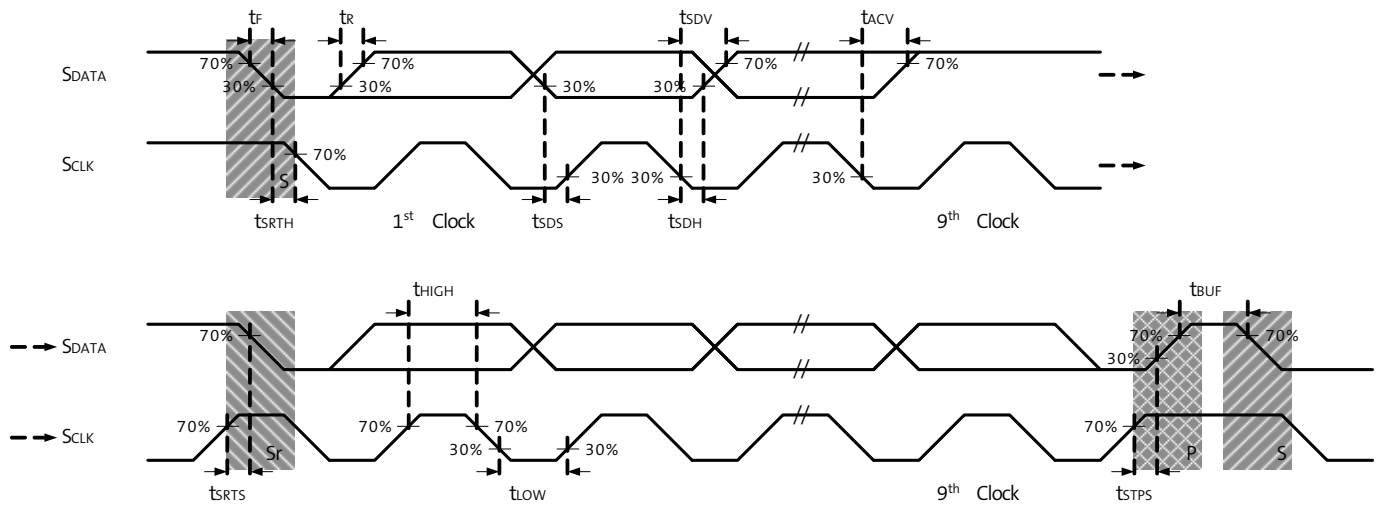 tF tR tSDV tACV
70% 70% 70% 70%
SDATA
30% 30% 30% 30%
SCLK
70% 30% 30% 30%
S
tSRTH 1st Clock tSDS tSDH 9th Clock
tHIGH tBUF
SDATA
70% 70% 70%
30%
SCLK
70% 70% 70% 70%
30% 30%
Sr P S
tSRTS tLOW 9th Clock tSTPS